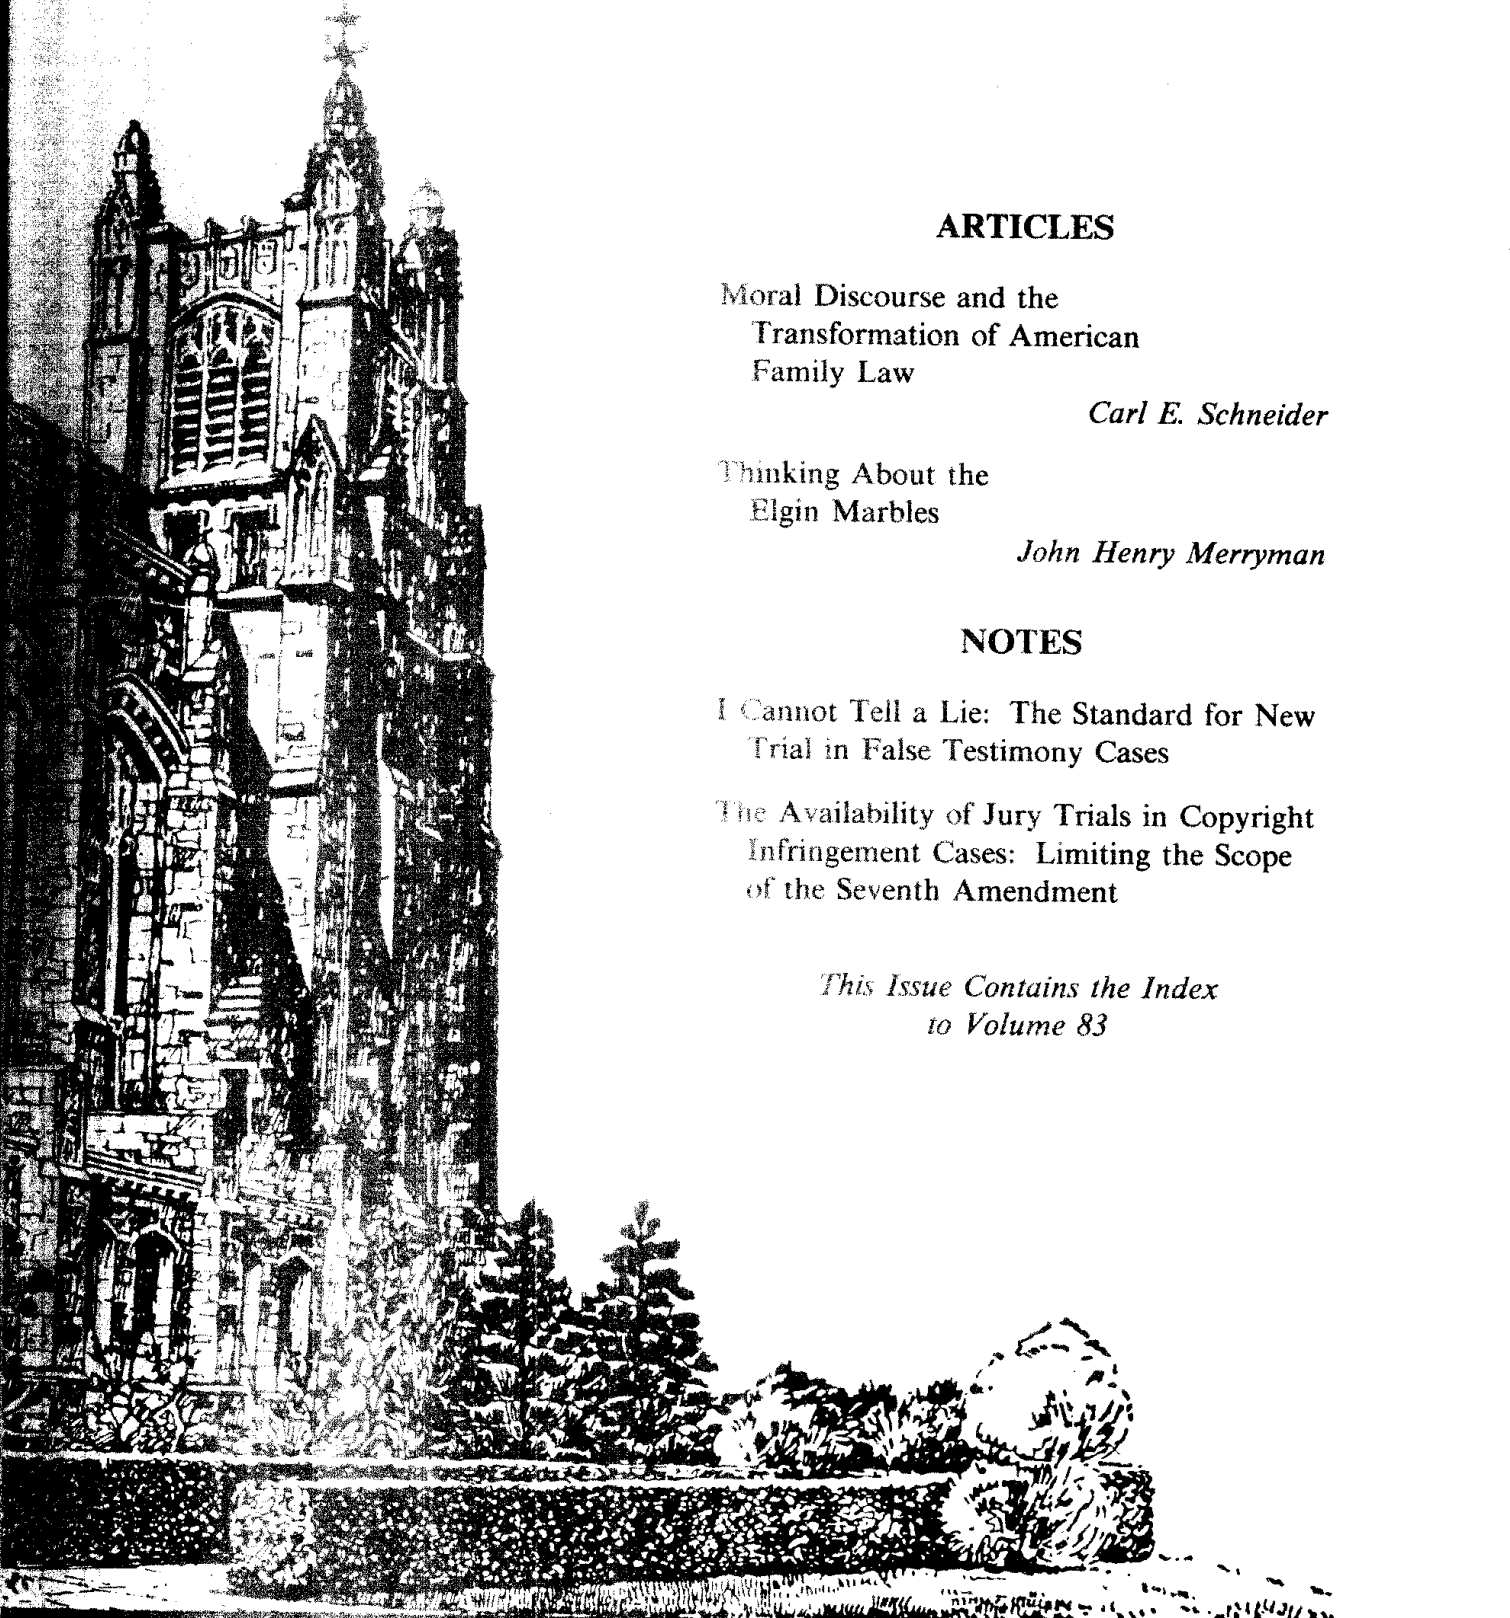 ARTICLES
Moral Discourse and the
Transformation of American
Family Law
Carl E. Schneider
Thinking About the
Elgin Marbles
John Henry Merryman
NOTES
I Cannot Tell a Lie: The Standard for New
Trial in False Testimony Cases
The Availability of Jury Trials in Copyright
Infringement Cases: Limiting the Scope
of the Seventh Amendment
This Issue Contains the Index
to Volume 83